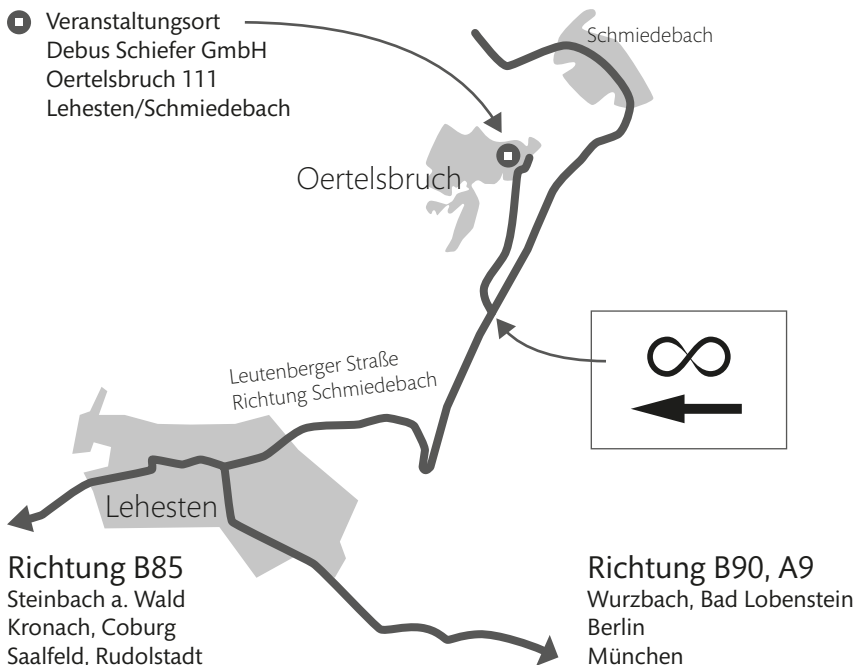 Veranstaltungsort
Debus Schiefer GmbH
Oertelsbruch 111
Lehesten/Schmiedebach
Schmiedebach
Oertelsbruch
Leutenberger Straße
Richtung Schmiedebach
Lehesten
Richtung B85
Steinbach a. Wald
Kronach, Coburg
Saalfeld, Rudolstadt
Richtung B90, A9
Wurzbach, Bad Lobenstein
Berlin
München